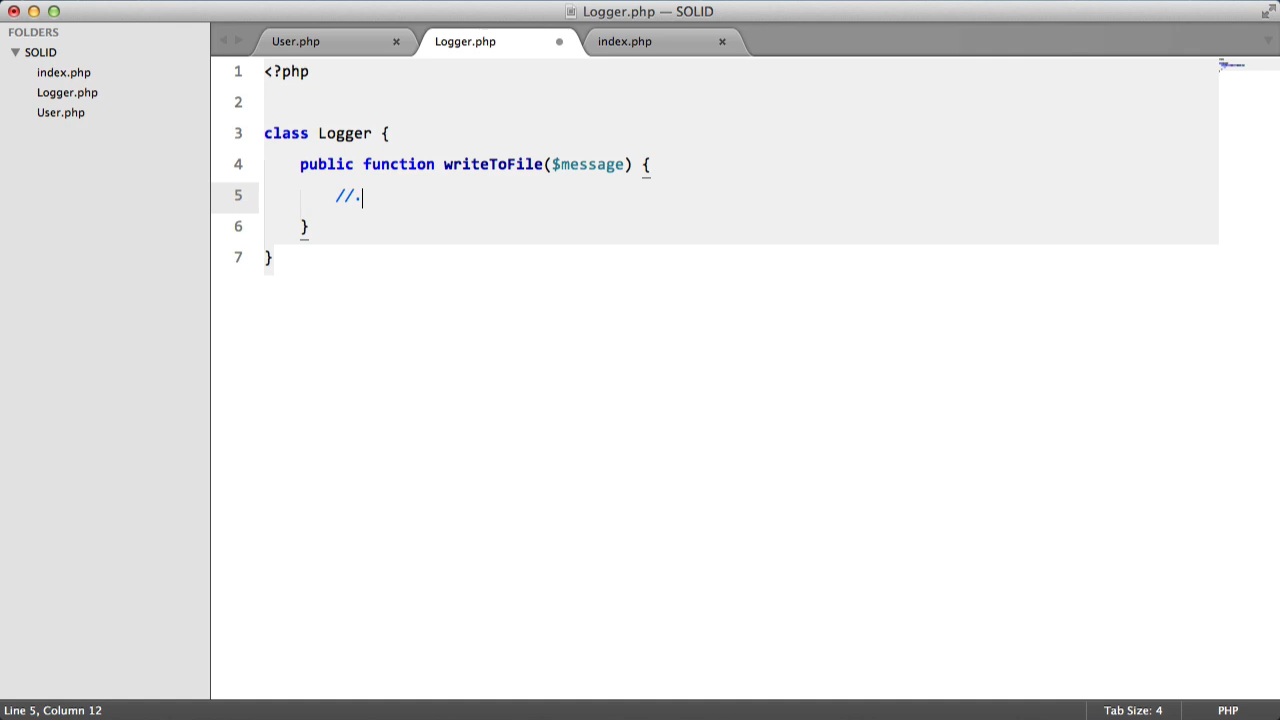 Logger.php — SOLID
FOLDERS
SOLID
index.php
Logger.php
User.php
User.php
Logger.php
index.php
1 <?php
2
3 class Logger {
4 public function writeToFile($message) {
5 //.
6 }
7 }
Line 5, Column 12
Tab Size: 4
PHP